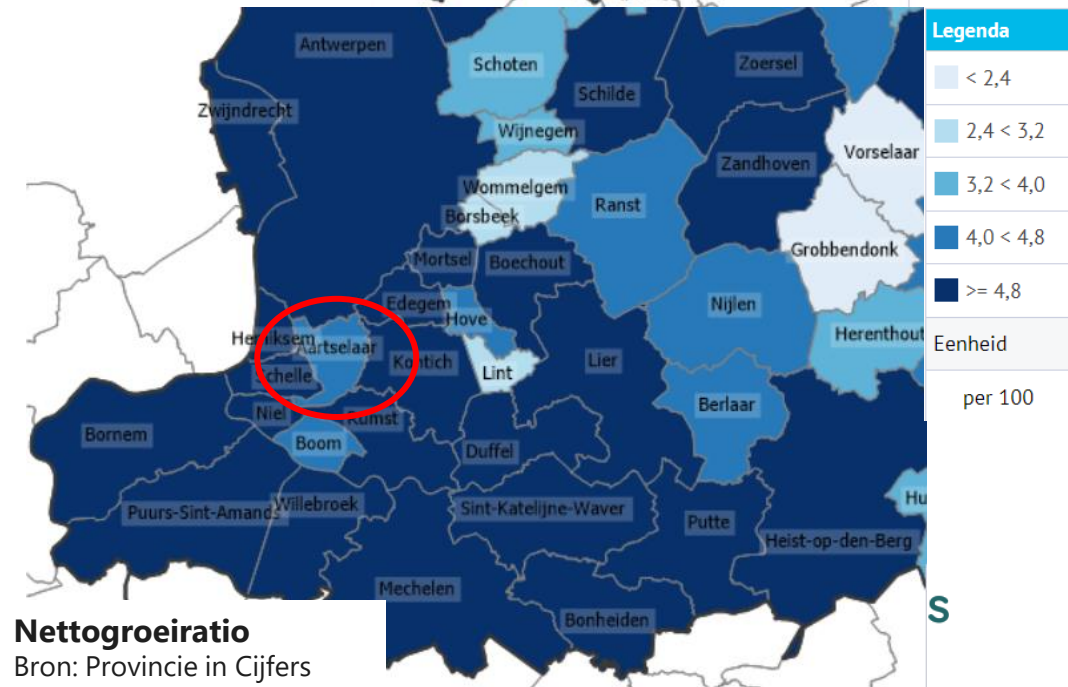 Antwerpen
Schoten
Zoersel
Schilde
Zwijndrecht
Wijnegem
Vorselaar
Zandhoven
Wommelgem
Ranst
Borsbeek
Grobbendonk
Mortsel
Boechout
Edegem
Nijlen
Hove
Hemiksem
Aartselaar
Herenthout
Kontich
Lier
Schelle
Lint
Berlaar
Niel
Rumst
Bornem
Boom
Duffel
Hu
Puurs-Sint-Amands
Willebroek
Sint-Katelijne-Waver
Putte
Heist-op-den-Berg
Mechelen
Bonheiden
Nettogroeiratio
Bron: Provincie in Cijfers
Legenda
< 2,4
2,4 < 3,2
3,2 < 4,0
4,0 < 4,8
>= 4,8
Eenheid
per 100
s